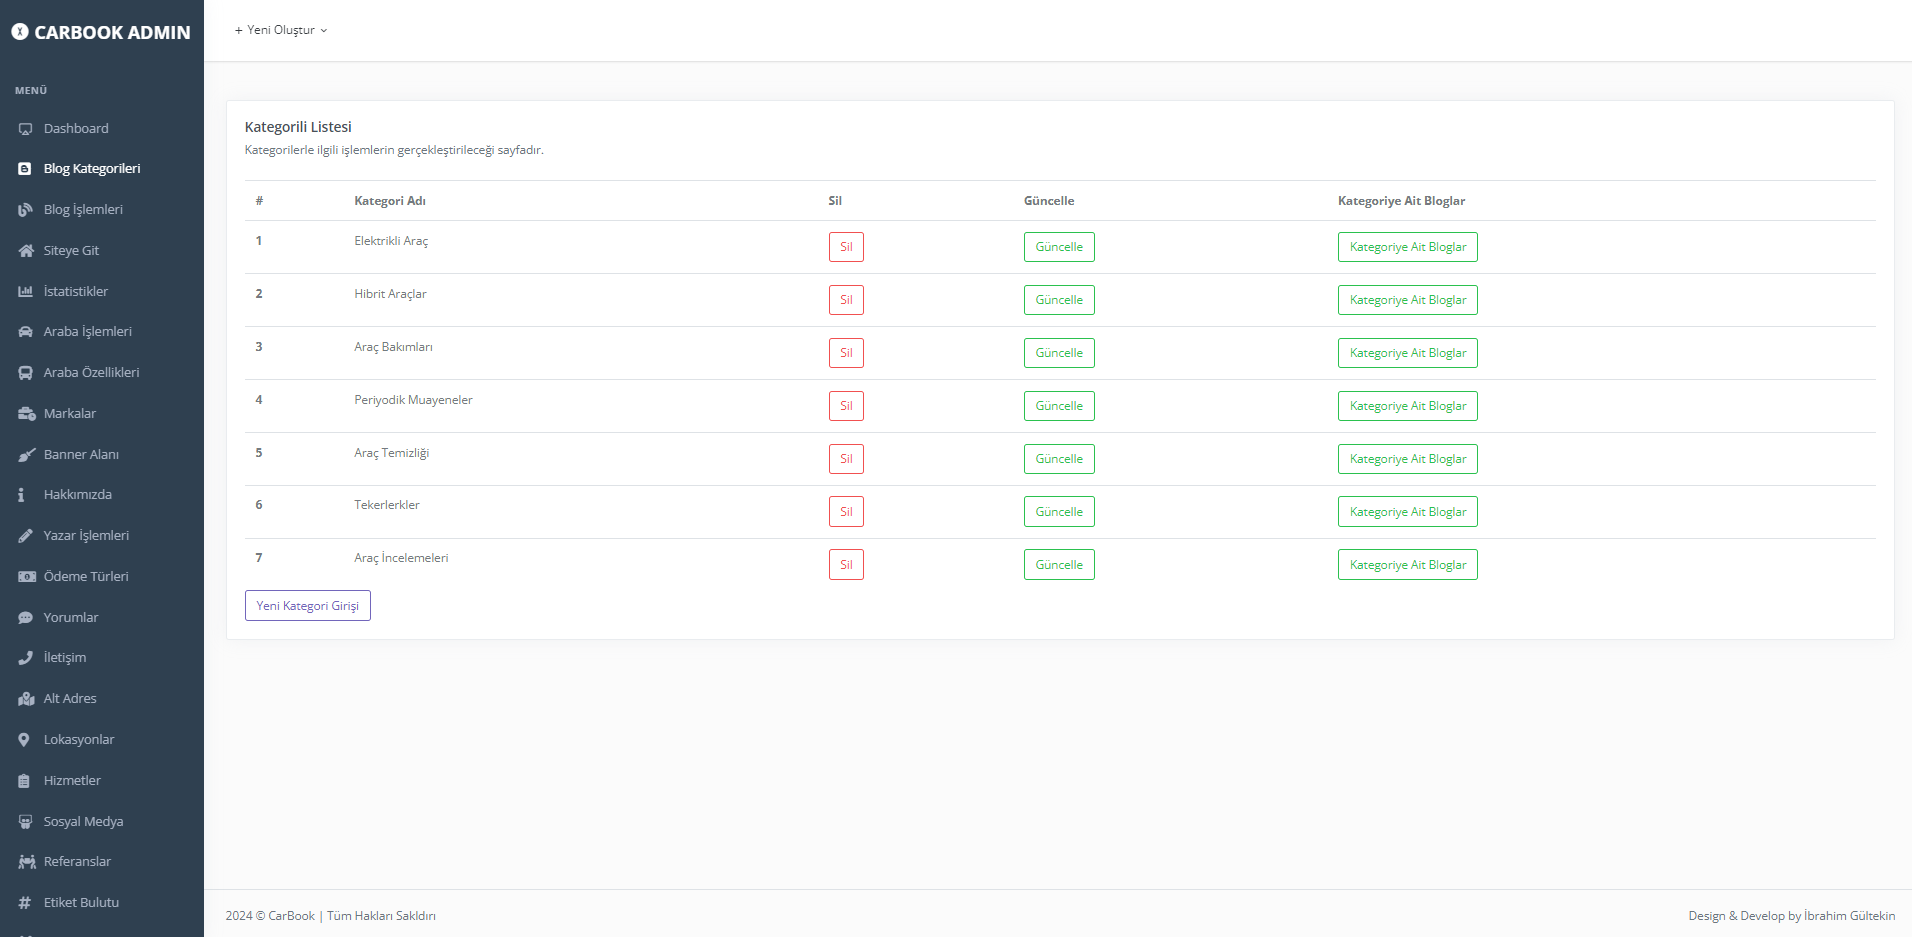 CARBOOK ADMIN
+ Yeni Oluştur
MENÜ
Dashboard
Blog Kategorileri
Blog İşlemleri
Siteye Git
İstatistikler
Araba İşlemleri
Araba Özellikleri
Markalar
Banner Alanı
Hakkımızda
Yazar İşlemleri
Ödeme Türleri
Yorumlar
İletişim
Alt Adres
Lokasyonlar
Hizmetler
Sosyal Medya
Referanslar
Etiket Bulutu
Kategorili Listesi
Kategorilerle ilgili işlemlerin gerçekleştirileceği sayfadır.
# Kategori Adı Sil Güncelle Kategoriye Ait Bloglar
1 Elektrikli Araç Sil Güncelle Kategoriye Ait Bloglar
2 Hibrit Araçlar Sil Güncelle Kategoriye Ait Bloglar
3 Araç Bakımları Sil Güncelle Kategoriye Ait Bloglar
4 Periyodik Muayeneler Sil Güncelle Kategoriye Ait Bloglar
5 Araç Temizliği Sil Güncelle Kategoriye Ait Bloglar
6 Tekerlerkler Sil Güncelle Kategoriye Ait Bloglar
7 Araç İncelemeleri Sil Güncelle Kategoriye Ait Bloglar
Yeni Kategori Girişi
2024 © CarBook | Tüm Hakları Sakldırı
Design & Develop by İbrahim Gültekin